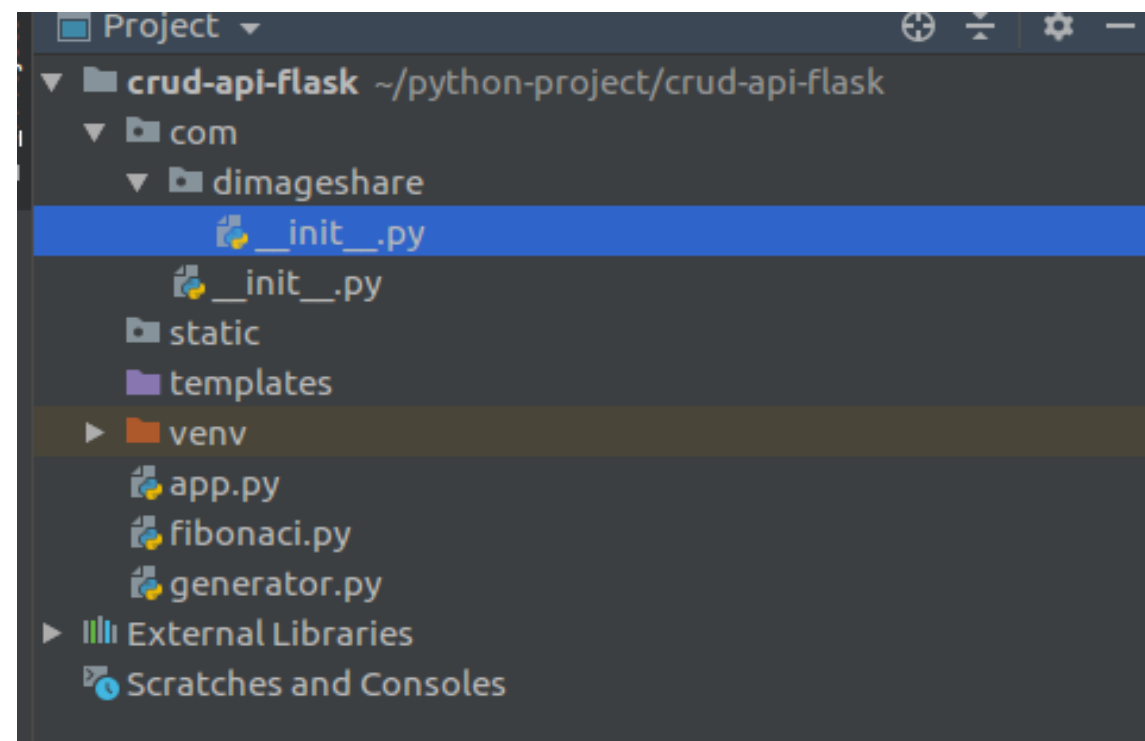 Project
crud-api-flask ~/python-project/crud-api-flask
com
dimageshare
__init__.py
__init__.py
static
templates
venv
app.py
fibonaci.py
generator.py
External Libraries
Scratches and Consoles